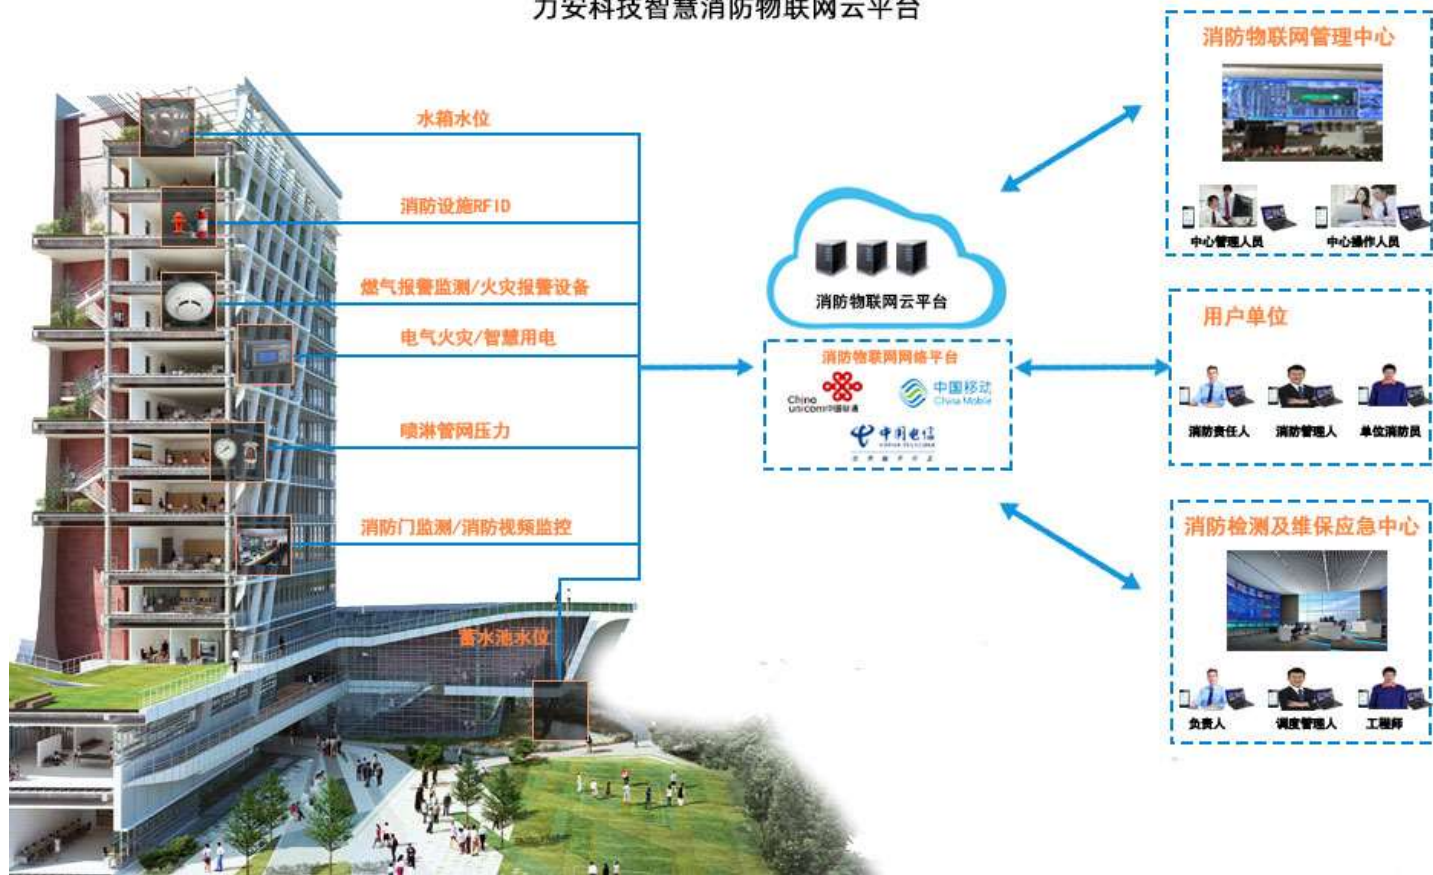 力安科技智慧消防物联网云平台
水箱水位
消防设施RFID
燃气报警监测/火灾报警设备
电气火灾/智慧用电
喷淋管网压力
消防门监测/消防视频监控
蓄水池水位
消防物联网云平台
消防物联网网络平台
China
unicom中国联通
中国移动
China Mobile
中国电信
CHINA TELECOM
消防物联网管理中心
中心管理人员
中心操作人员
用户单位
消防责任人
消防管理人
单位消防员
消防检测及维保应急中心
负责人
调度管理人
工程师